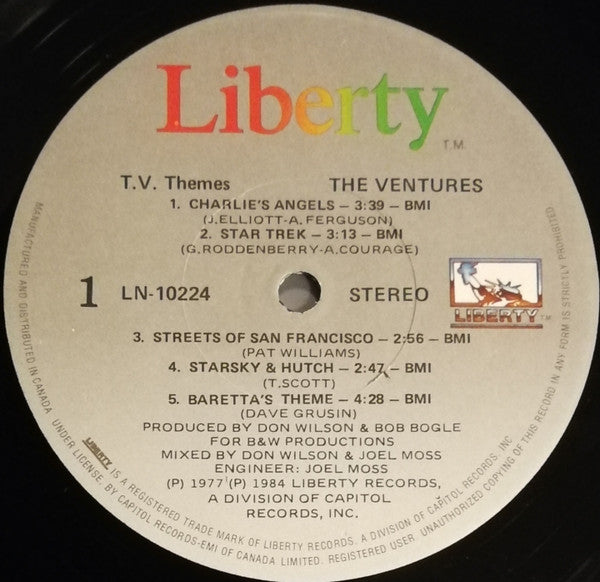 Liberty
T.M.
T.V. Themes THE VENTURES
1. CHARLIE'S ANGELS – 3:39 – BMI
(J.ELLIOTT-A.FERGUSON)
2. STAR TREK – 3:13 – BMI
(G.RODDENBERRY-A.COURAGE)
1 LN-10224 STEREO
LIBERTY T.M.
3. STREETS OF SAN FRANCISCO – 2:56 – BMI
(PAT WILLIAMS)
4. STARSKY & HUTCH – 2:47 – BMI
(T.SCOTT)
5. BARETTA'S THEME – 4:28 – BMI
(DAVE GRUSIN)
PRODUCED BY DON WILSON & BOB BOGLE
FOR B&W PRODUCTIONS
MIXED BY DON WILSON & JOEL MOSS
ENGINEER: JOEL MOSS
(P) 1977 (P) 1984 LIBERTY RECORDS,
A DIVISION OF CAPITOL
RECORDS, INC.
MANUFACTURED AND DISTRIBUTED IN CANADA UNDER LICENSE, BY CAPITOL RECORDS-EMI OF CANADA LIMITED. REGISTERED USER. UNAUTHORIZED COPYING OF THIS RECORD IN ANY FORM IS STRICTLY PROHIBITED
LIBERTY IS A REGISTERED TRADE MARK OF LIBERTY RECORDS, A DIVISION OF CAPITOL RECORDS, INC